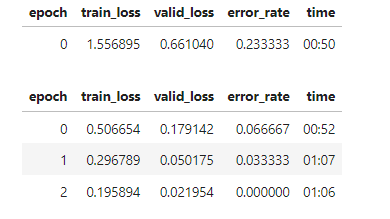 epoch train_loss valid_loss error_rate time
0 1.556895 0.661040 0.233333 00:50
epoch train_loss valid_loss error_rate time
0 0.506654 0.179142 0.066667 00:52
1 0.296789 0.050175 0.033333 01:07
2 0.195894 0.021954 0.000000 01:06